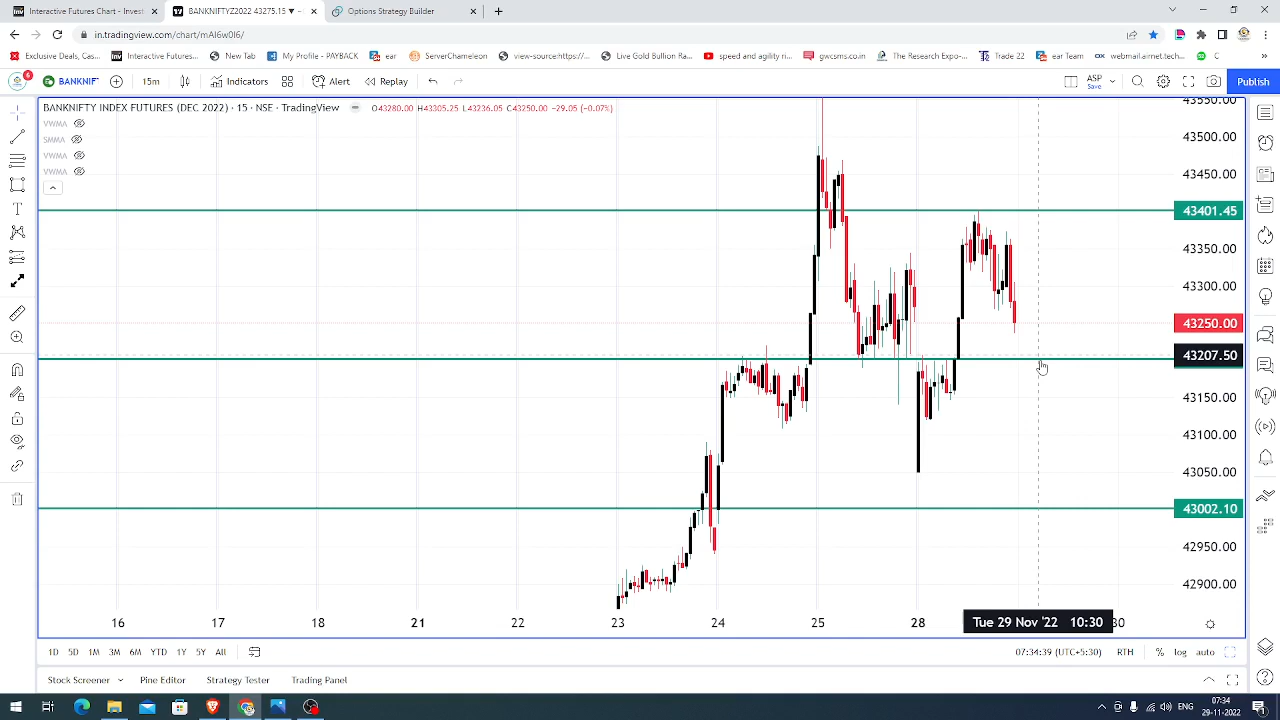 Interactive Futures Chart - Invest
BANKNIFTYZ2022 43275.15 ▼ -
Options Strategy Builder
in.tradingview.com/chart/mAl6w0I6/
Exclusive Deals, Cas...
Interactive Futures...
New Tab
My Profile - PAYBACK
ear
ServerChameleon
view-source:https://...
Live Gold Bullion Ra...
speed and agility ri...
gwcsms.co.in
The Research Expo-...
Trade 22
ear Team
webmail.airnet.tech...
C
6
BANKNIF
15m
Indicators
Alert
Replay
ASP
Save
Publish
BANKNIFTY INDEX FUTURES (DEC 2022) · 15 · NSE · TradingView
O43280.00 H43305.25 L43236.05 C43250.00 −29.05 (−0.07%)
VWMA
SMMA
VWMA
VWMA
43550.00
43500.00
43450.00
43401.45
43350.00
43300.00
43250.00
43207.50
43150.00
43100.00
43050.00
43002.10
42950.00
42900.00
16 17 18 21 22 23 24 25 28 Tue 29 Nov '22 10:30 30
1D 5D 1M 3M 6M YTD 1Y 5Y All
07:34:39 (UTC+5:30) RTH % log auto
Stock Screener Pine Editor Strategy Tester Trading Panel
ENG
07:34
29-11-2022